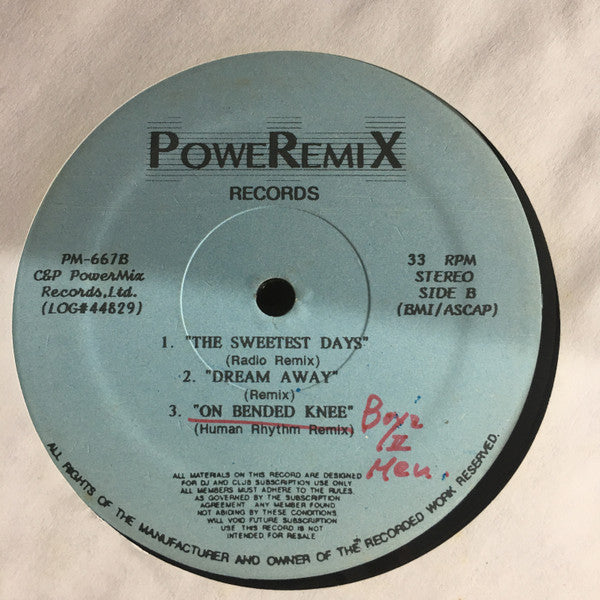 POWEREMIX
RECORDS
PM-667B
C&P PowerMix
Records,Ltd.
(LOG#44829)
33 RPM
STEREO
SIDE B
(BMI/ASCAP)
1. "THE SWEETEST DAYS"
(Radio Remix)
2. "DREAM AWAY"
(Remix)
3. "ON BENDED KNEE"
(Human Rhythm Remix)
Boyz
II
Men.
ALL MATERIALS ON THIS RECORD ARE DESIGNED
FOR DJ AND CLUB SUBSCRIPTION USE ONLY
ALL MEMBERS MUST ADHERE TO THE RULES
AS GOVERNED BY THE SUBSCRIPTION
AGREEMENT ANY MEMBER FOUND
NOT ABIDING BY THESE CONDITIONS
WILL VOID FUTURE SUBSCRIPTION
USE THIS RECORD IS NOT
INTENDED FOR RESALE
ALL RIGHTS OF THE MANUFACTURER AND OWNER OF THE RECORDED WORK RESERVED.